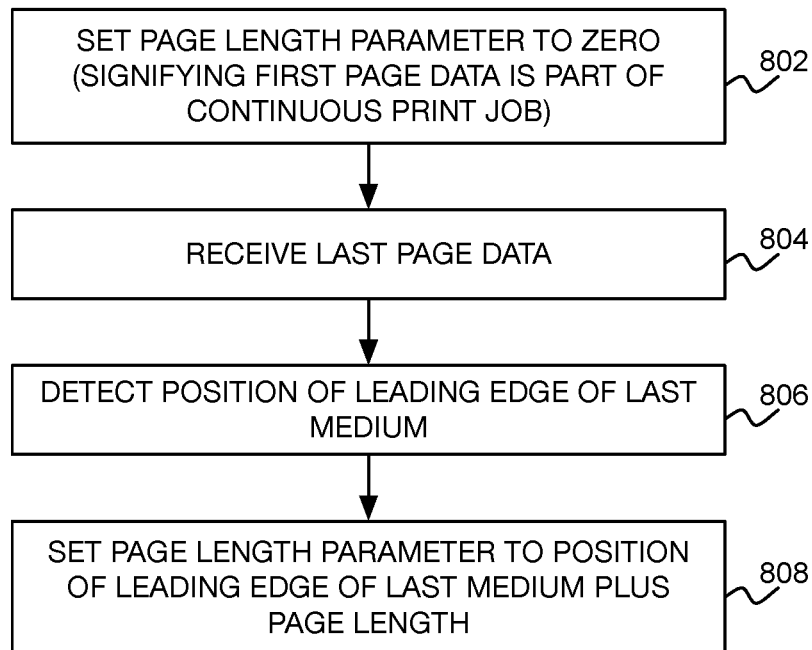 SET PAGE LENGTH PARAMETER TO ZERO
(SIGNIFYING FIRST PAGE DATA IS PART OF
CONTINUOUS PRINT JOB)
802
RECEIVE LAST PAGE DATA
804
DETECT POSITION OF LEADING EDGE OF LAST
MEDIUM
806
SET PAGE LENGTH PARAMETER TO POSITION
OF LEADING EDGE OF LAST MEDIUM PLUS
PAGE LENGTH
808